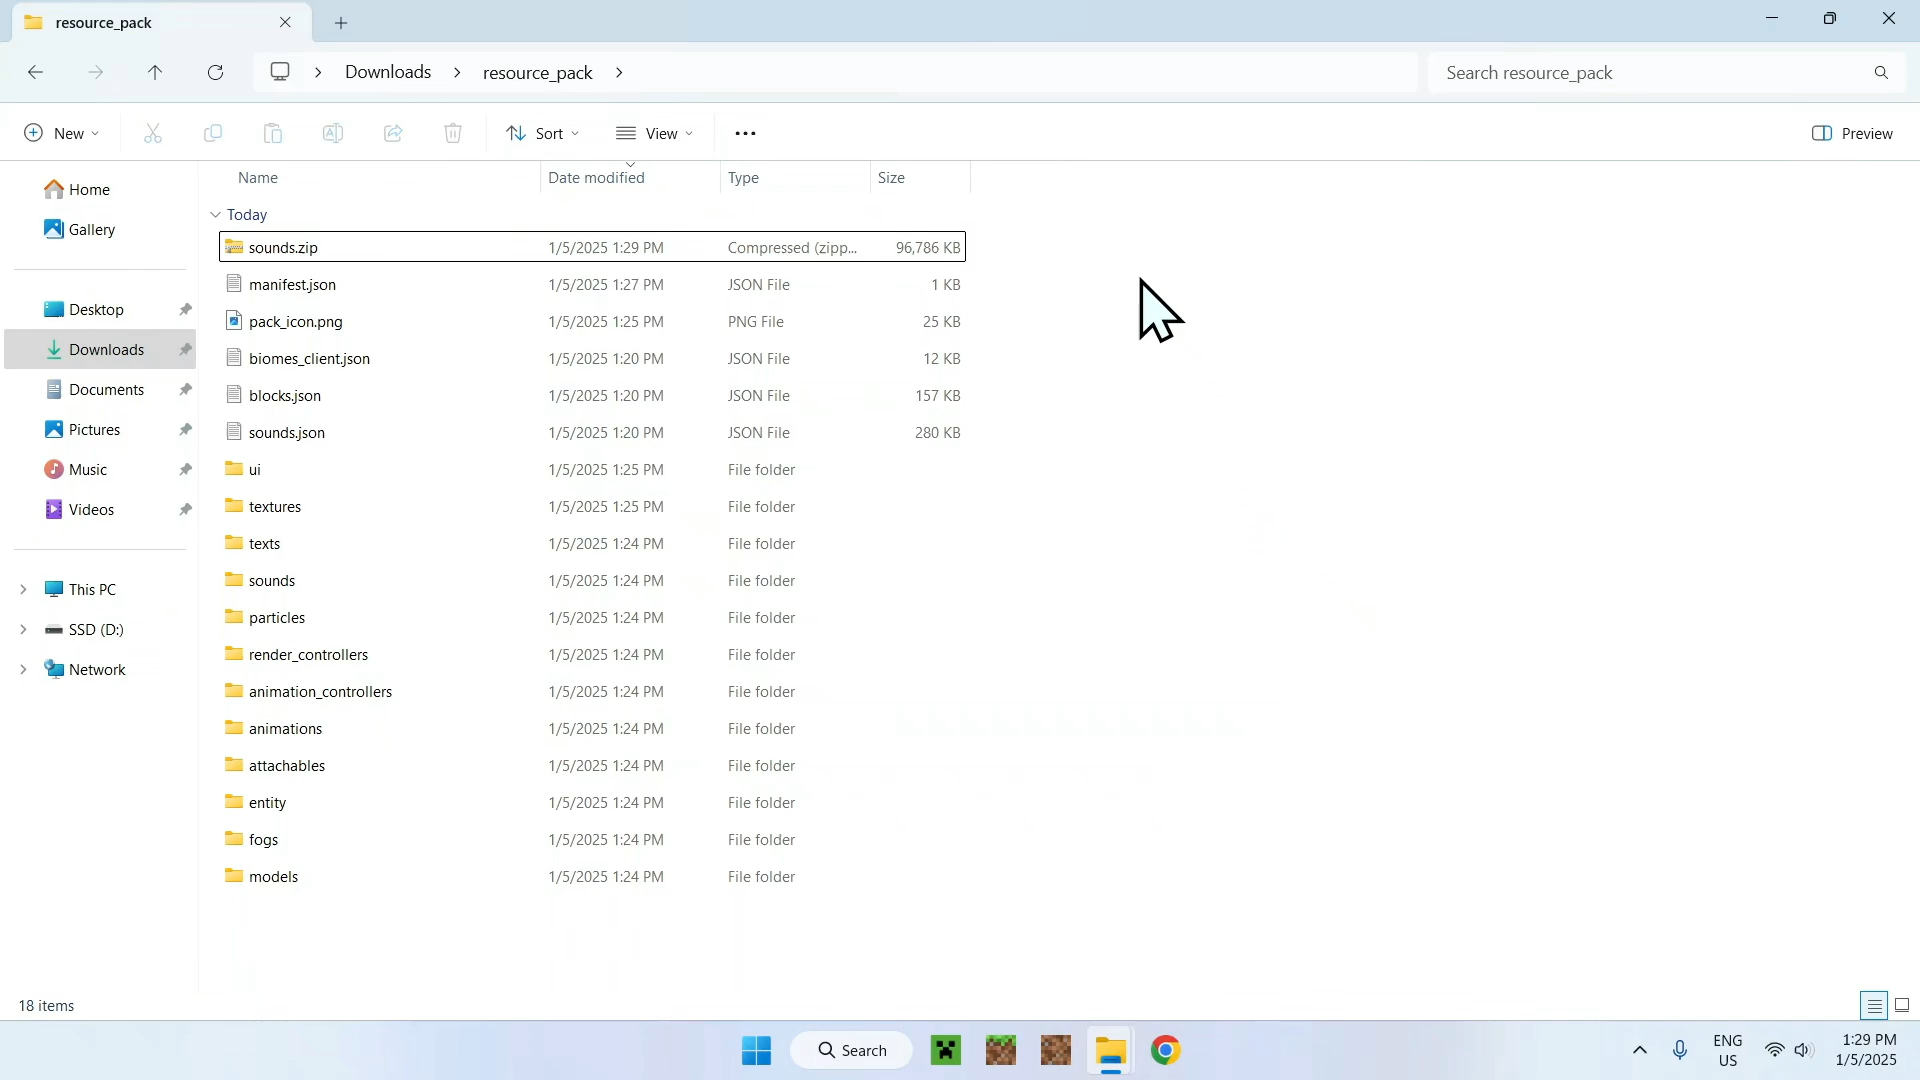 resource_pack
Downloads resource_pack
Search resource_pack
New Sort View Preview
Name Date modified Type Size
Home
Gallery
Desktop
Downloads
Documents
Pictures
Music
Videos
This PC
SSD (D:)
Network
Today
sounds.zip 1/5/2025 1:29 PM Compressed (zipp... 96,786 KB
manifest.json 1/5/2025 1:27 PM JSON File 1 KB
pack_icon.png 1/5/2025 1:25 PM PNG File 25 KB
biomes_client.json 1/5/2025 1:20 PM JSON File 12 KB
blocks.json 1/5/2025 1:20 PM JSON File 157 KB
sounds.json 1/5/2025 1:20 PM JSON File 280 KB
ui 1/5/2025 1:25 PM File folder
textures 1/5/2025 1:25 PM File folder
texts 1/5/2025 1:24 PM File folder
sounds 1/5/2025 1:24 PM File folder
particles 1/5/2025 1:24 PM File folder
render_controllers 1/5/2025 1:24 PM File folder
animation_controllers 1/5/2025 1:24 PM File folder
animations 1/5/2025 1:24 PM File folder
attachables 1/5/2025 1:24 PM File folder
entity 1/5/2025 1:24 PM File folder
fogs 1/5/2025 1:24 PM File folder
models 1/5/2025 1:24 PM File folder
18 items
Search
ENG
US
1:29 PM
1/5/2025